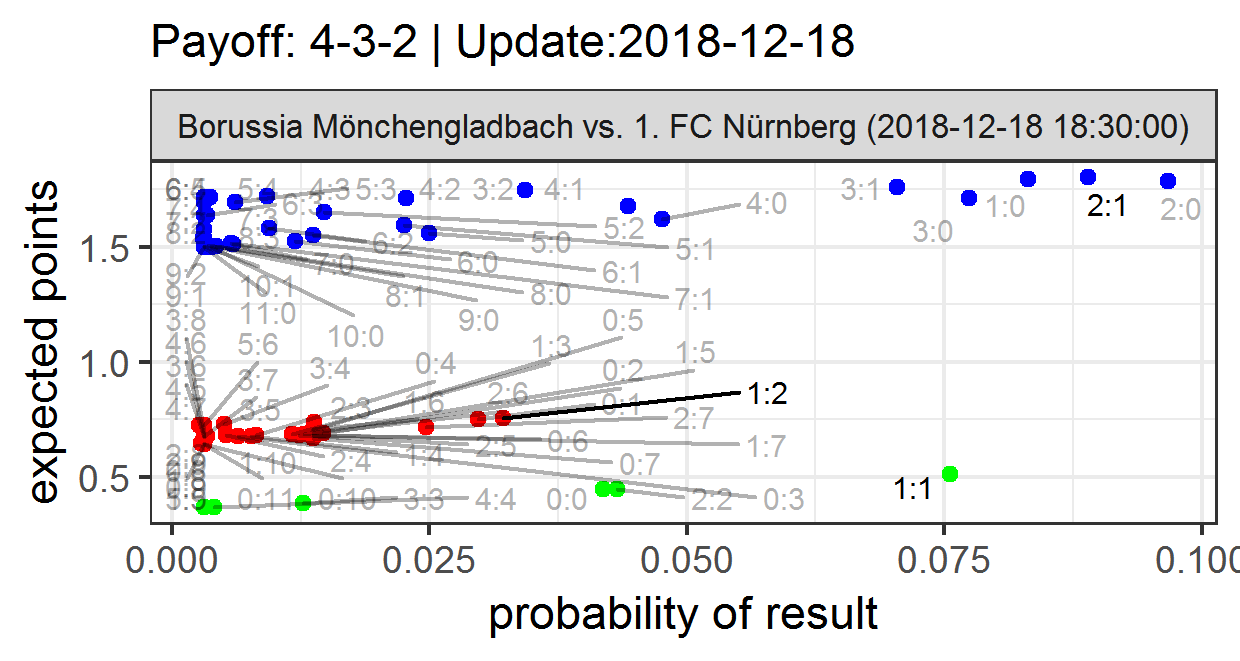 Payoff: 4-3-2 | Update:2018-12-18
Borussia Mönchengladbach vs. 1. FC Nürnberg (2018-12-18 18:30:00)
expected points
1.5
1.0
0.5
5:4 4:3 5:3 4:2 3:2 4:1 3:1
6:3 4:0 1:0 2:1 2:0
7:3 5:2 3:0
6:2 5:0 5:1
7:0 6:0 6:1
9:2 10:1 8:1 8:0 7:1
9:1 11:0 9:0
3:8 10:0 0:5
4:6 5:6 1:3 1:5
3:6 3:7 3:4 0:4 0:2
3:5 2:3 1:6 2:6 0:1 1:2
2:7
2:5 0:6 1:7
1:10 2:4 1:4 0:7
0:11 0:10 3:3 4:4 0:0 2:2 0:3 1:1
0.000 0.025 0.050 0.075 0.100
probability of result